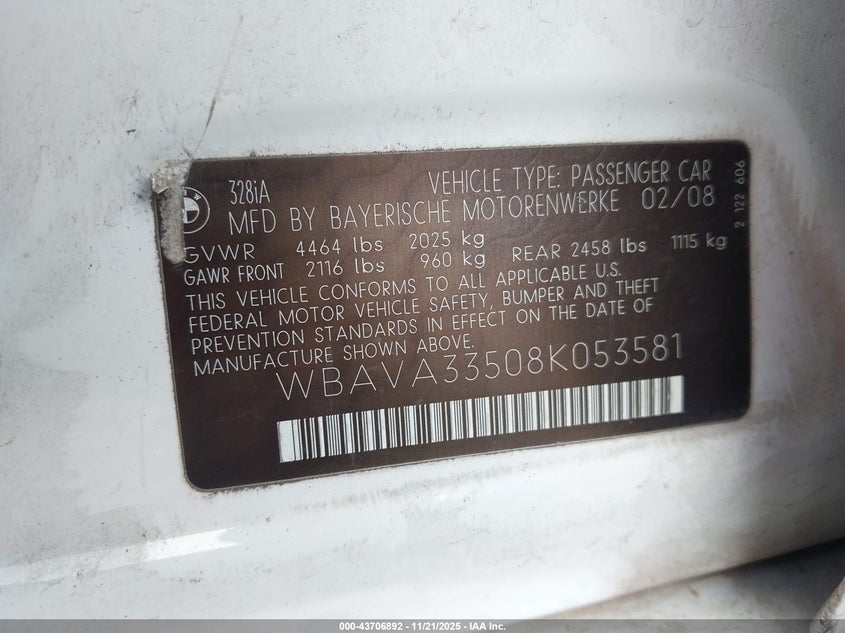 328iA
VEHICLE TYPE: PASSENGER CAR
MFD BY BAYERISCHE MOTORENWERKE 02/08
GVWR 4464 lbs 2025 kg
GAWR FRONT 2116 lbs 960 kg REAR 2458 lbs 1115 kg
THIS VEHICLE CONFORMS TO ALL APPLICABLE U.S.
FEDERAL MOTOR VEHICLE SAFETY, BUMPER AND THEFT
PREVENTION STANDARDS IN EFFECT ON THE DATE OF
MANUFACTURE SHOWN ABOVE.
WBAVA33508K053581
2 122 606
000-43706892 - 11/21/2025 - IAA Inc.